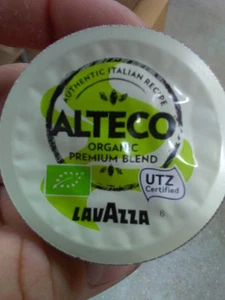 AUTHENTIC ITALIAN RECIPE
ALTECO
ORGANIC
PREMIUM BLEND
UTZ
Certified
LAVAZZA